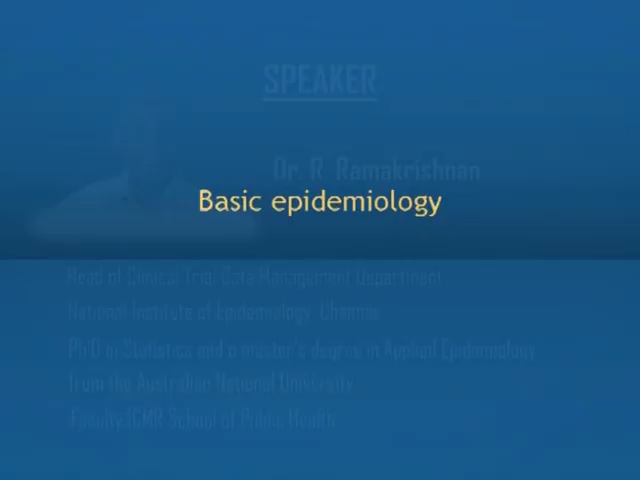 SPEAKER
Dr. R. Ramakrishnan
Basic epidemiology
Head of Clinical Trial Data Management Department
National Institute of Epidemiology, Chennai
PhD in Statistics and a master's degree in Applied Epidemiology
from the Australian National University
Faculty ICMR School of Public Health